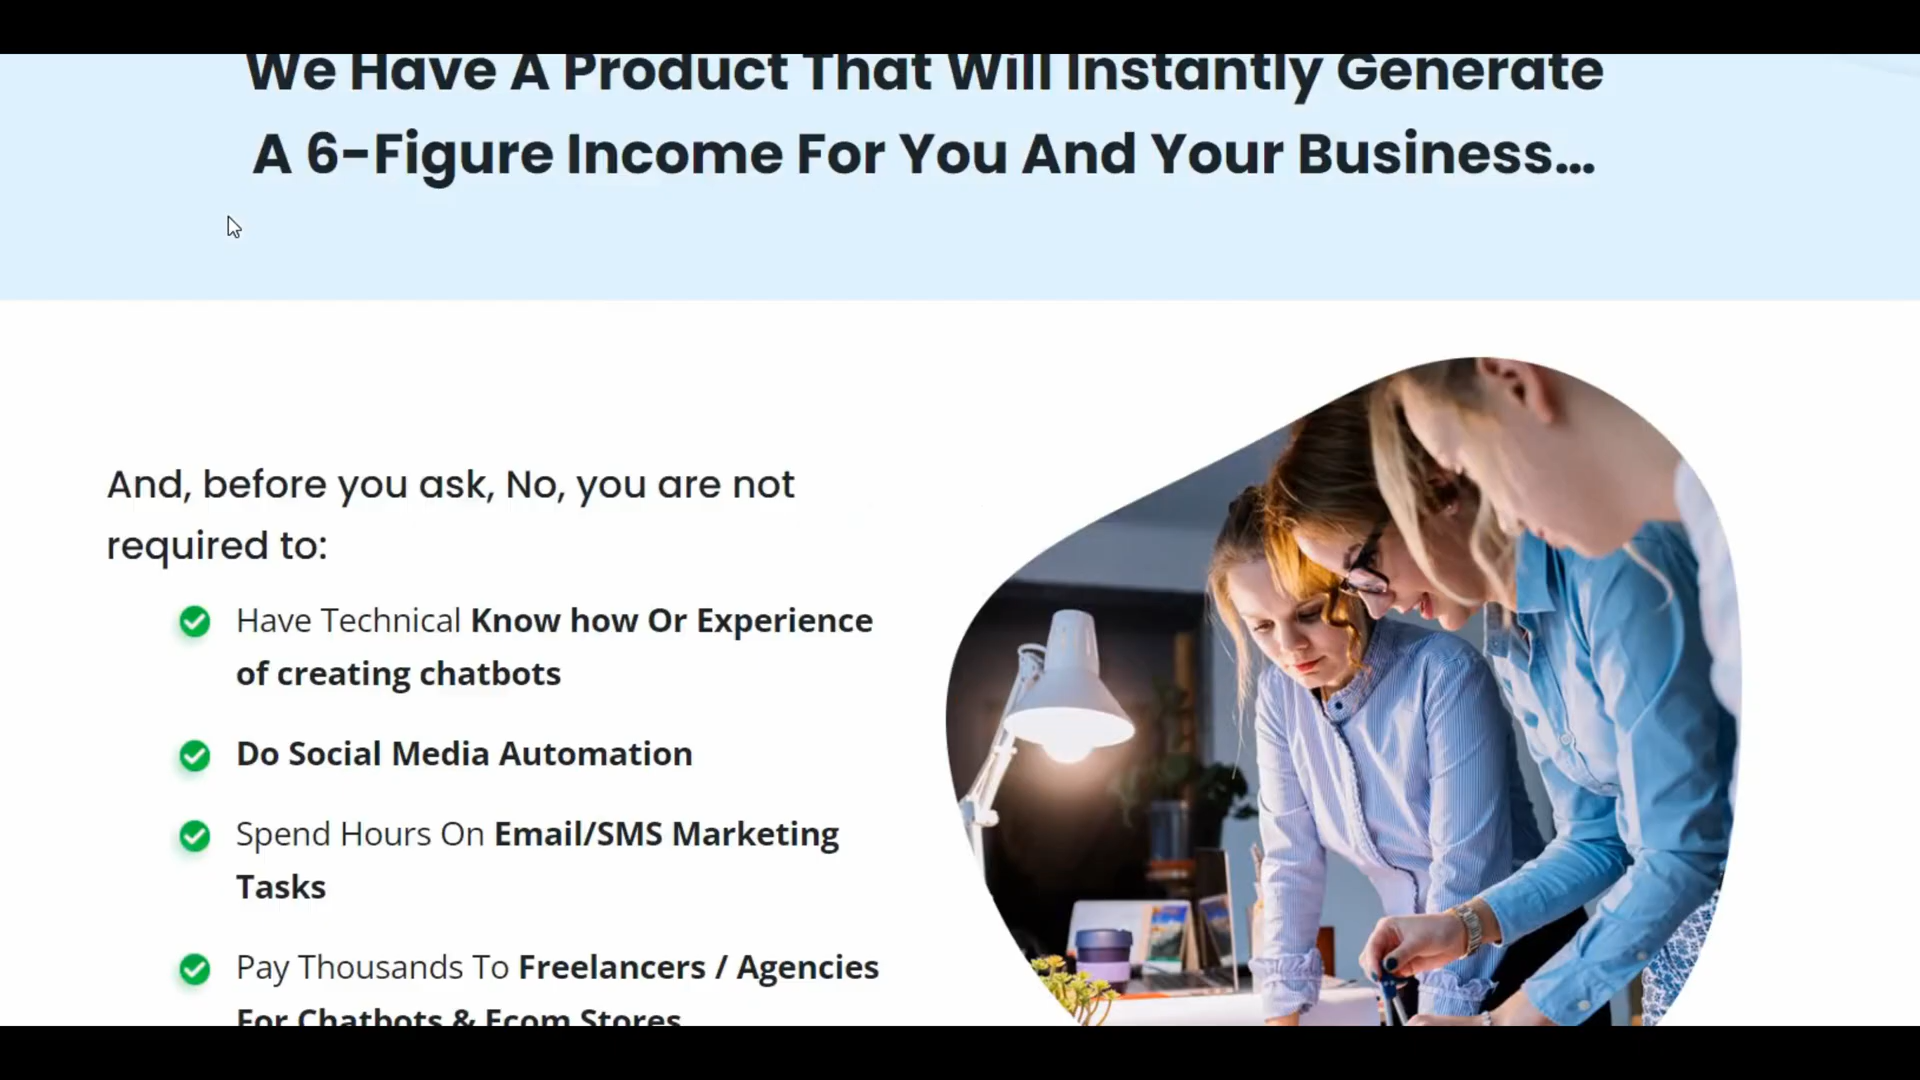 We Have A Product That Will Instantly Generate
A 6-Figure Income For You And Your Business...
And, before you ask, No, you are not
required to:
Have Technical Know how Or Experience
of creating chatbots
Do Social Media Automation
Spend Hours On Email/SMS Marketing
Tasks
Pay Thousands To Freelancers / Agencies
For Chatbots & Ecom Stores